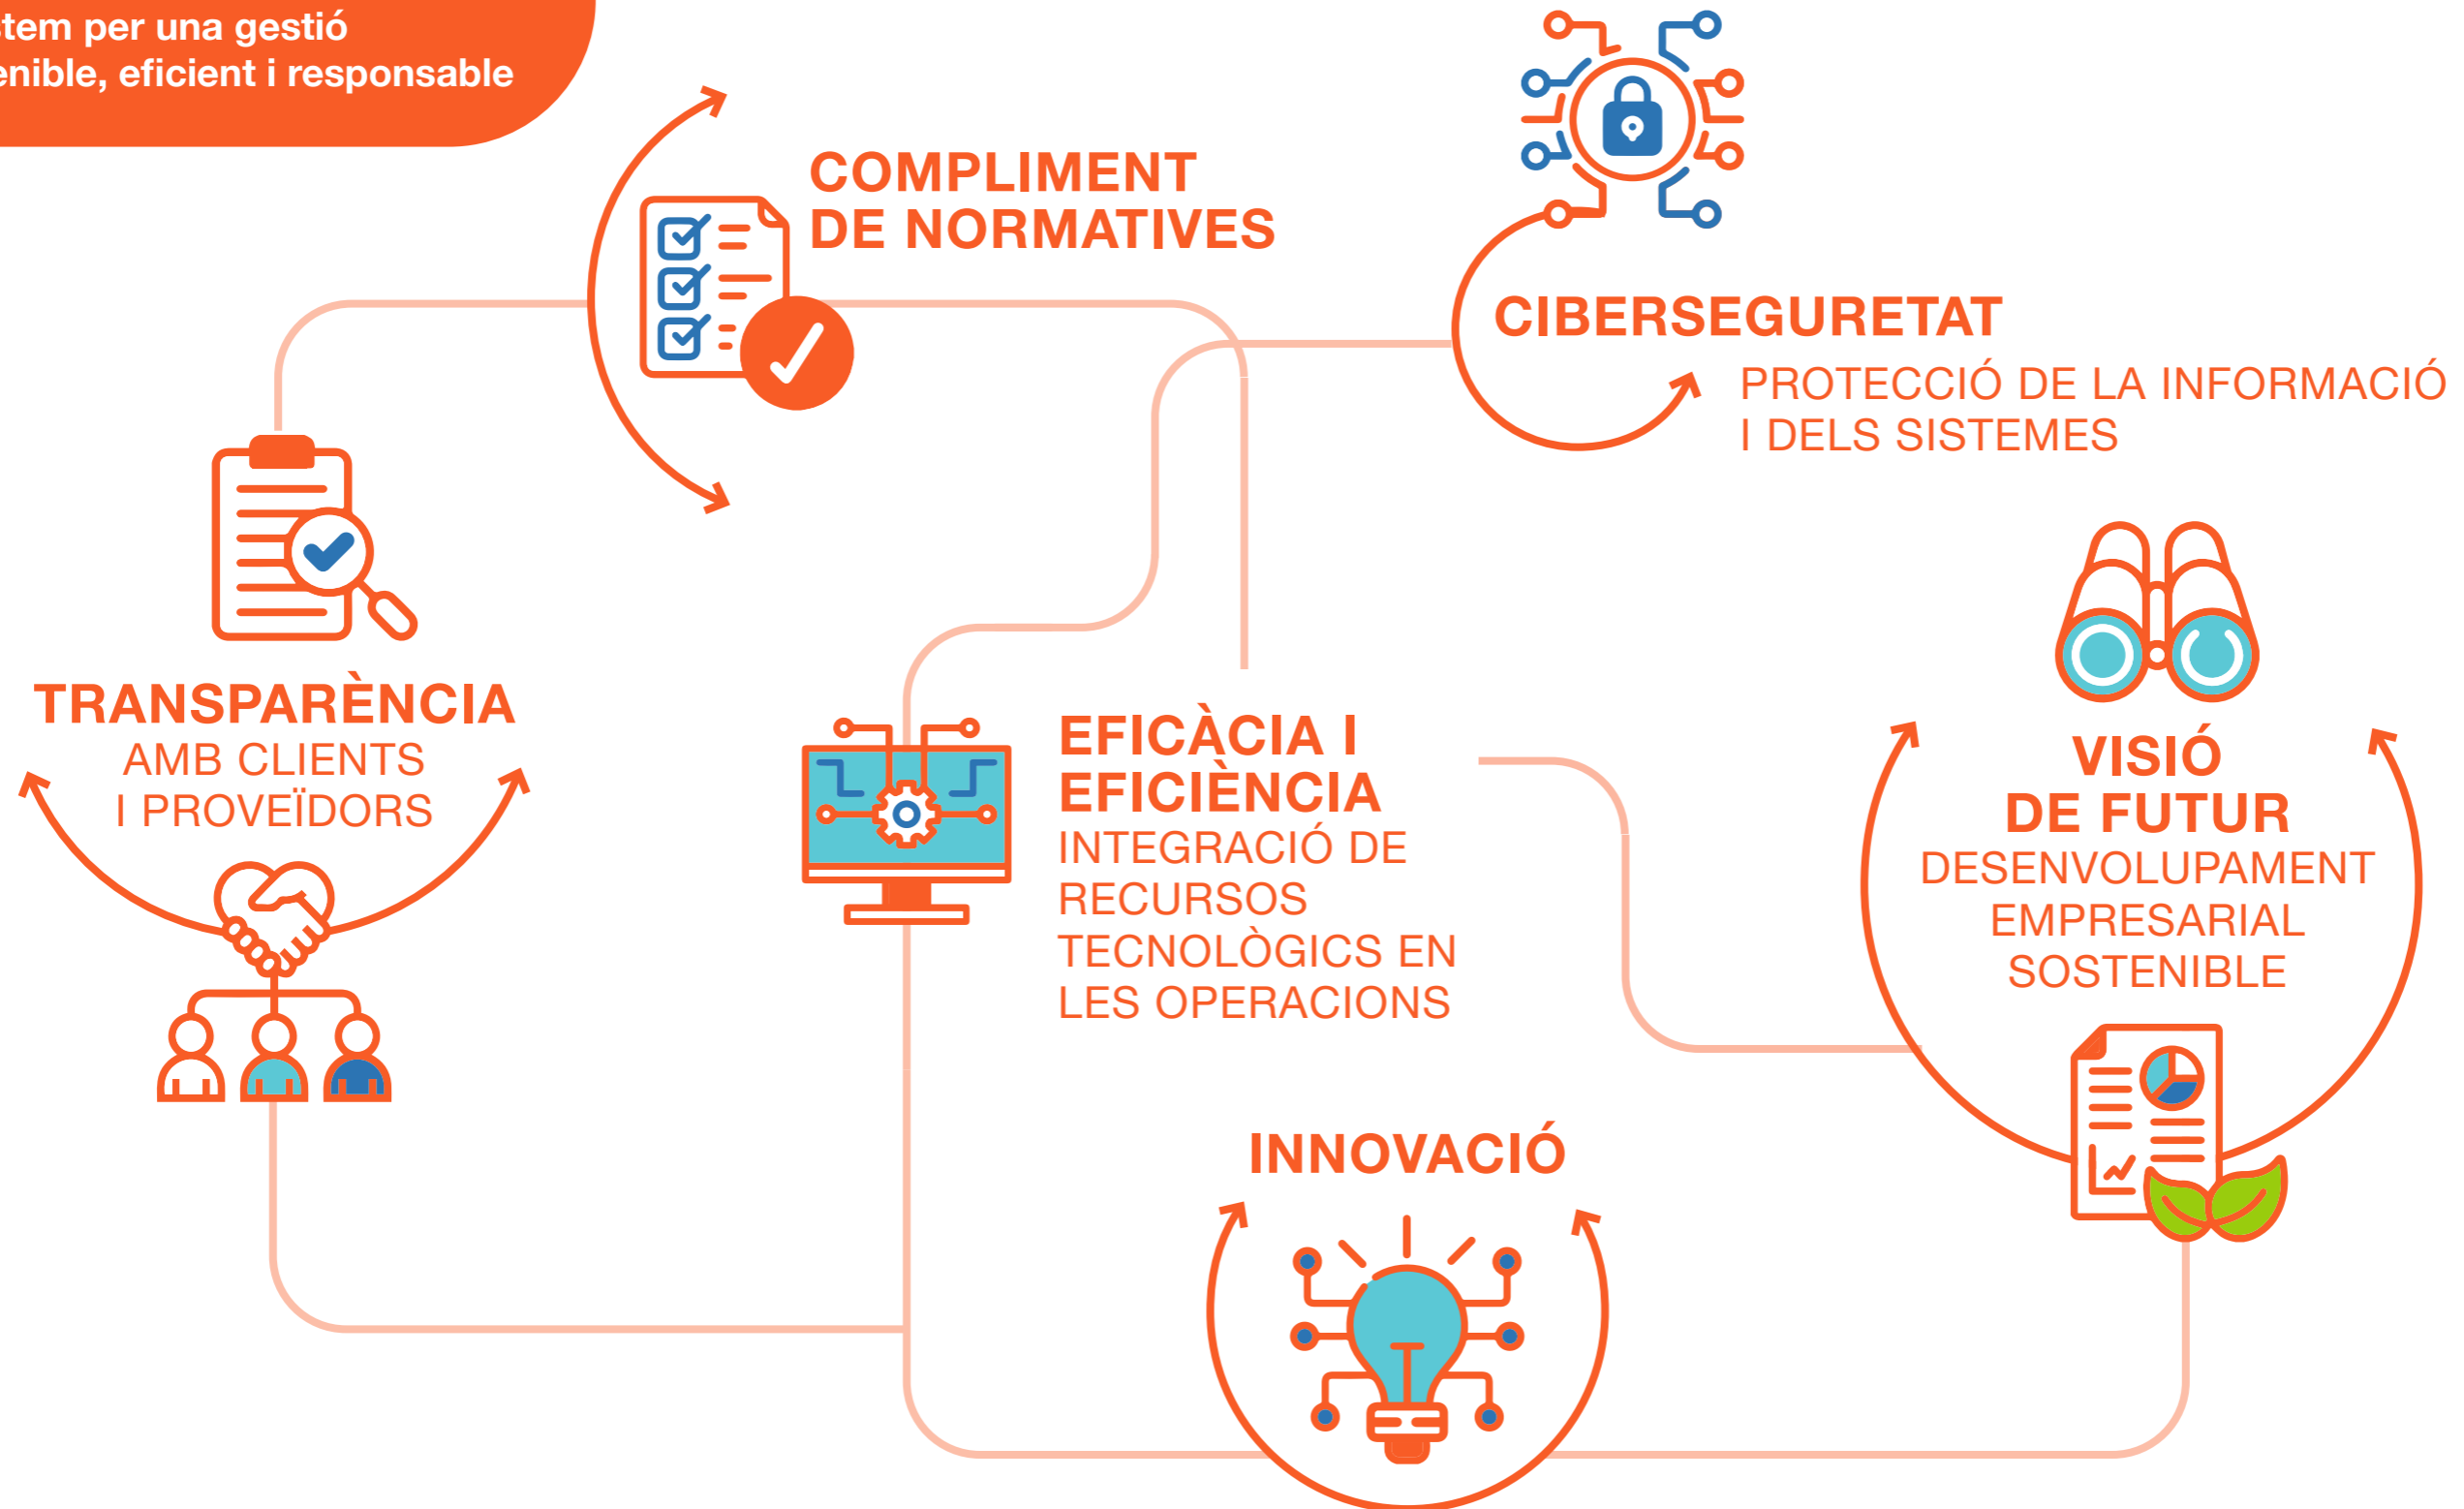 tem per una gestió
enible, eficient i responsable
COMPLIMENT
DE NORMATIVES
CIBERSEGURETAT
PROTECCIÓ DE LA INFORMACIÓ
I DELS SISTEMES
TRANSPARÈNCIA
AMB CLIENTS
I PROVEÏDORS
EFICÀCIA I
EFICIÈNCIA
INTEGRACIÓ DE
RECURSOS
TECNOLÒGICS EN
LES OPERACIONS
VISIÓ
DE FUTUR
DESENVOLUPAMENT
EMPRESARIAL
SOSTENIBLE
INNOVACIÓ